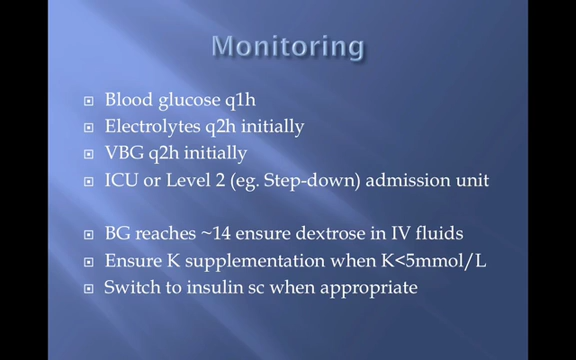 Monitoring
Blood glucose q1h
Electrolytes q2h initially
VBG q2h initially
ICU or Level 2 (eg. Step-down) admission unit
BG reaches ~14 ensure dextrose in IV fluids
Ensure K supplementation when K<5mmol/L
Switch to insulin sc when appropriate